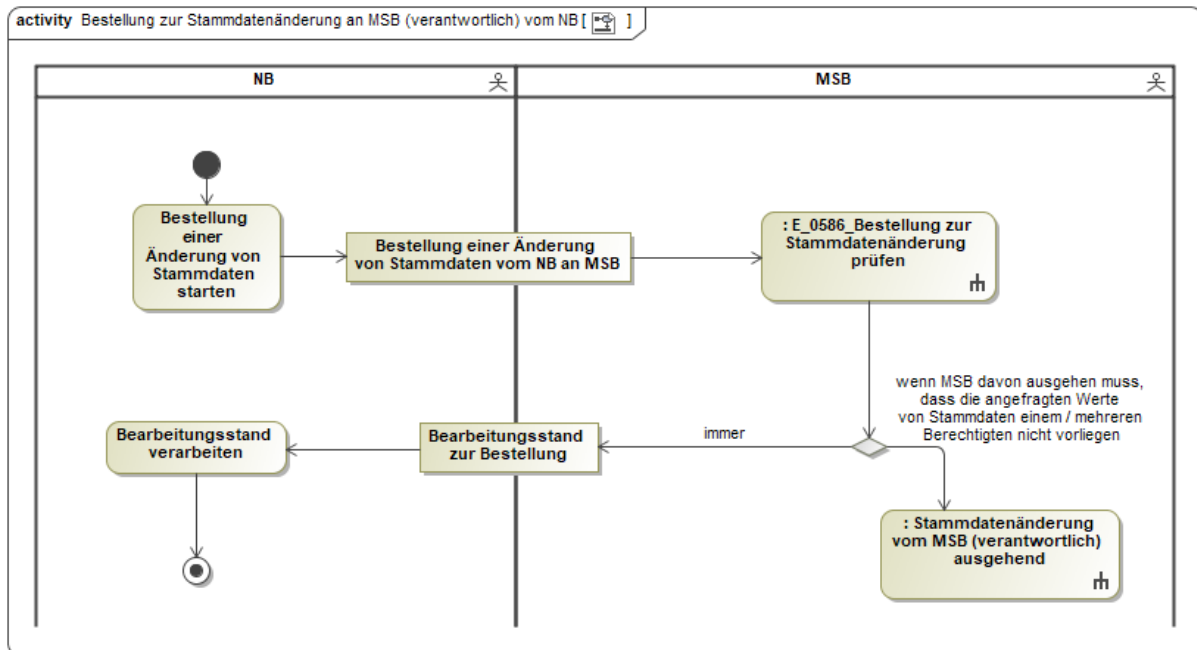 activity Bestellung zur Stammdatenänderung an MSB (verantwortlich) vom NB [ ]
NB
MSB
Bestellung
einer
Änderung von
Stammdaten
starten
Bestellung einer Änderung
von Stammdaten vom NB an MSB
: E_0586_Bestellung zur
Stammdatenänderung
prüfen
wenn MSB davon ausgehen muss,
dass die angefragten Werte
von Stammdaten einem / mehreren
Berechtigten nicht vorliegen
immer
Bearbeitungsstand
zur Bestellung
Bearbeitungsstand
verarbeiten
: Stammdatenänderung
vom MSB (verantwortlich)
ausgehend